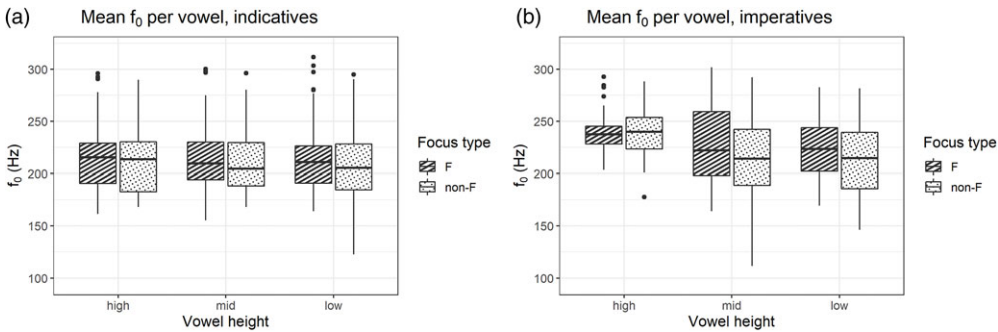 (a)
Mean f0 per vowel, indicatives
f0 (Hz)
300
250
200
150
100
high mid low
Vowel height
Focus type
F
non-F
(b)
Mean f0 per vowel, imperatives
f0 (Hz)
300
250
200
150
100
high mid low
Vowel height
Focus type
F
non-F